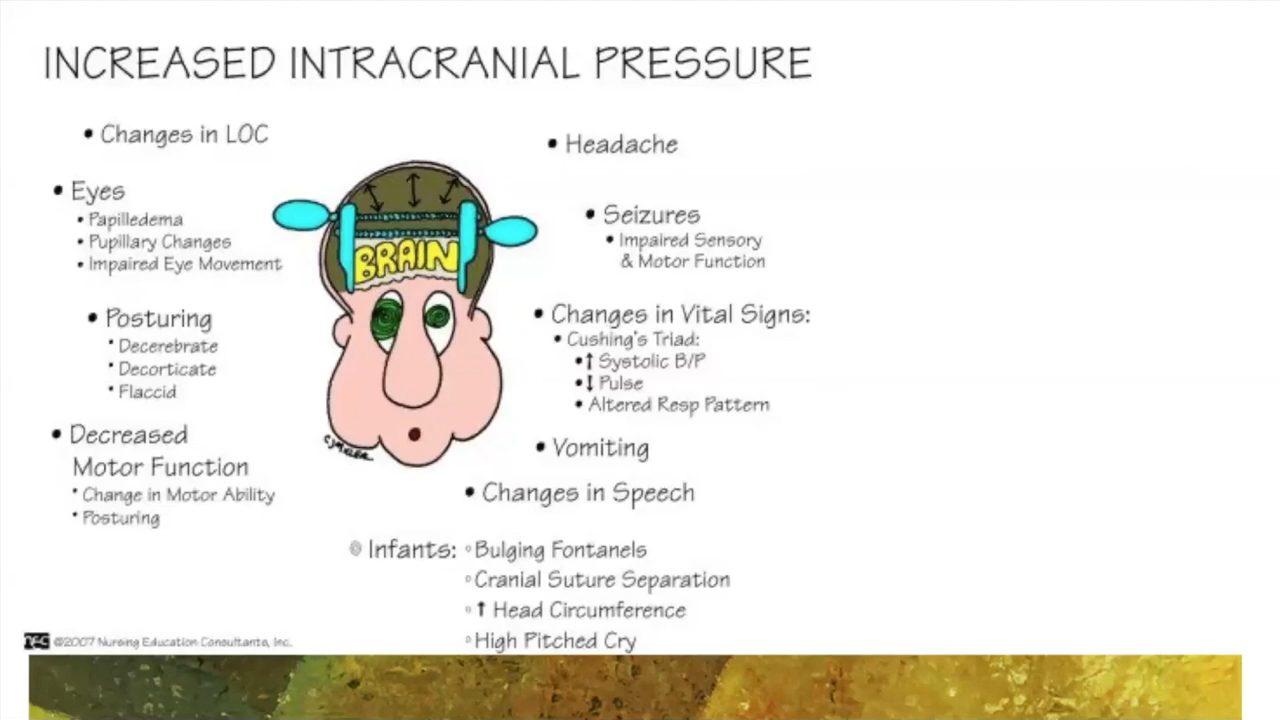 INCREASED INTRACRANIAL PRESSURE
• Changes in LOC
• Eyes
• Papilledema
• Pupillary Changes
• Impaired Eye Movement
• Posturing
• Decerebrate
• Decorticate
• Flaccid
• Decreased
Motor Function
• Change in Motor Ability
• Posturing
BRAIN
• Headache
• Seizures
• Impaired Sensory
& Motor Function
• Changes in Vital Signs:
• Cushing's Triad:
• ↑ Systolic B/P
• ↓ Pulse
• Altered Resp Pattern
• Vomiting
• Changes in Speech
Infants:
Bulging Fontanels
Cranial Suture Separation
↑ Head Circumference
High Pitched Cry
CJMILLER
nec ©2007 Nursing Education Consultants, Inc.